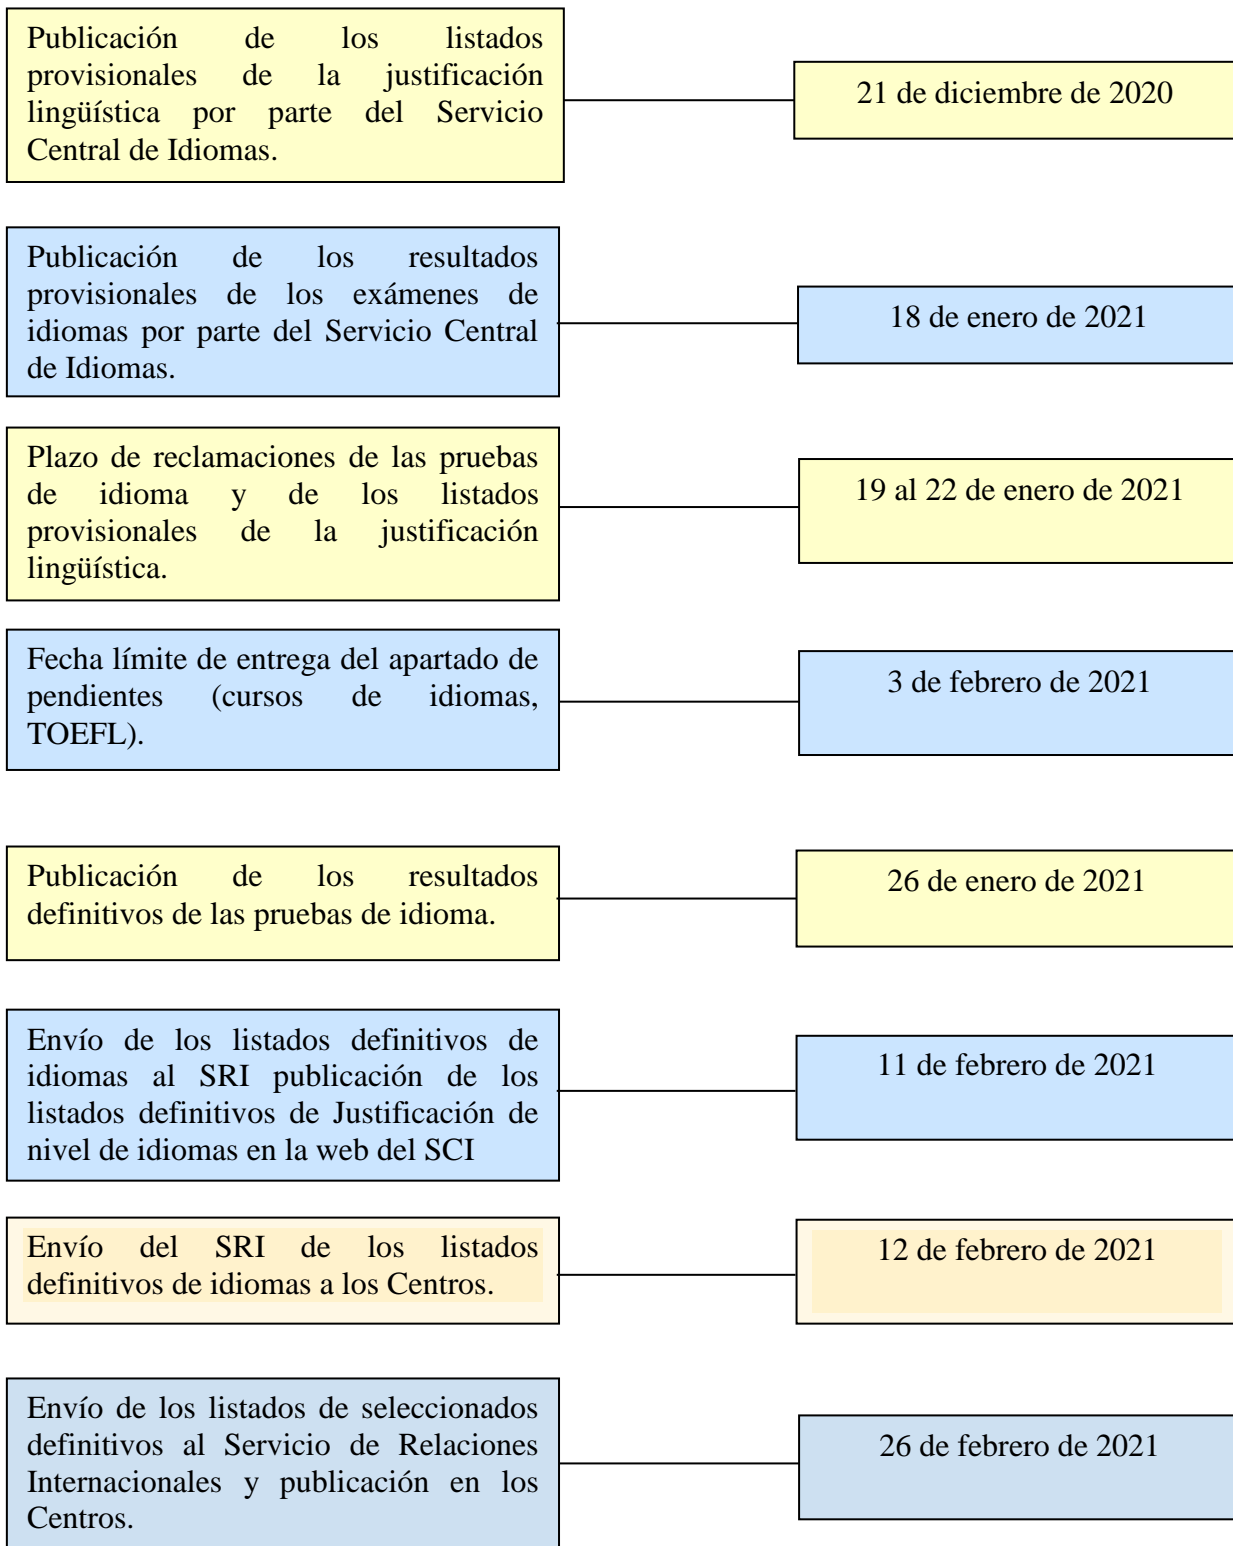 Publicación de los listados
provisionales de la justificación
lingüística por parte del Servicio
Central de Idiomas.
21 de diciembre de 2020
Publicación de los resultados
provisionales de los exámenes de
idiomas por parte del Servicio Central
de Idiomas.
18 de enero de 2021
Plazo de reclamaciones de las pruebas
de idioma y de los listados
provisionales de la justificación
lingüística.
19 al 22 de enero de 2021
Fecha límite de entrega del apartado de
pendientes (cursos de idiomas,
TOEFL).
3 de febrero de 2021
Publicación de los resultados
definitivos de las pruebas de idioma.
26 de enero de 2021
Envío de los listados definitivos de
idiomas al SRI publicación de los
listados definitivos de Justificación de
nivel de idiomas en la web del SCI
11 de febrero de 2021
Envío del SRI de los listados
definitivos de idiomas a los Centros.
12 de febrero de 2021
Envío de los listados de seleccionados
definitivos al Servicio de Relaciones
Internacionales y publicación en los
Centros.
26 de febrero de 2021